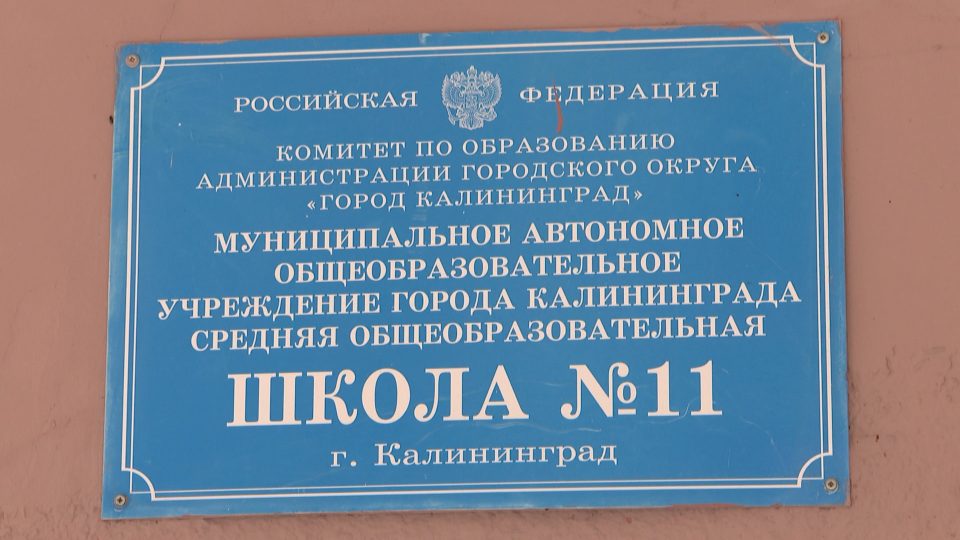 РОССИЙСКАЯ ФЕДЕРАЦИЯ
КОМИТЕТ ПО ОБРАЗОВАНИЮ
АДМИНИСТРАЦИИ ГОРОДСКОГО ОКРУГА
«ГОРОД КАЛИНИНГРАД»
МУНИЦИПАЛЬНОЕ АВТОНОМНОЕ
ОБЩЕОБРАЗОВАТЕЛЬНОЕ
УЧРЕЖДЕНИЕ ГОРОДА КАЛИНИНГРАДА
СРЕДНЯЯ ОБЩЕОБРАЗОВАТЕЛЬНАЯ
ШКОЛА №11
г. Калининград